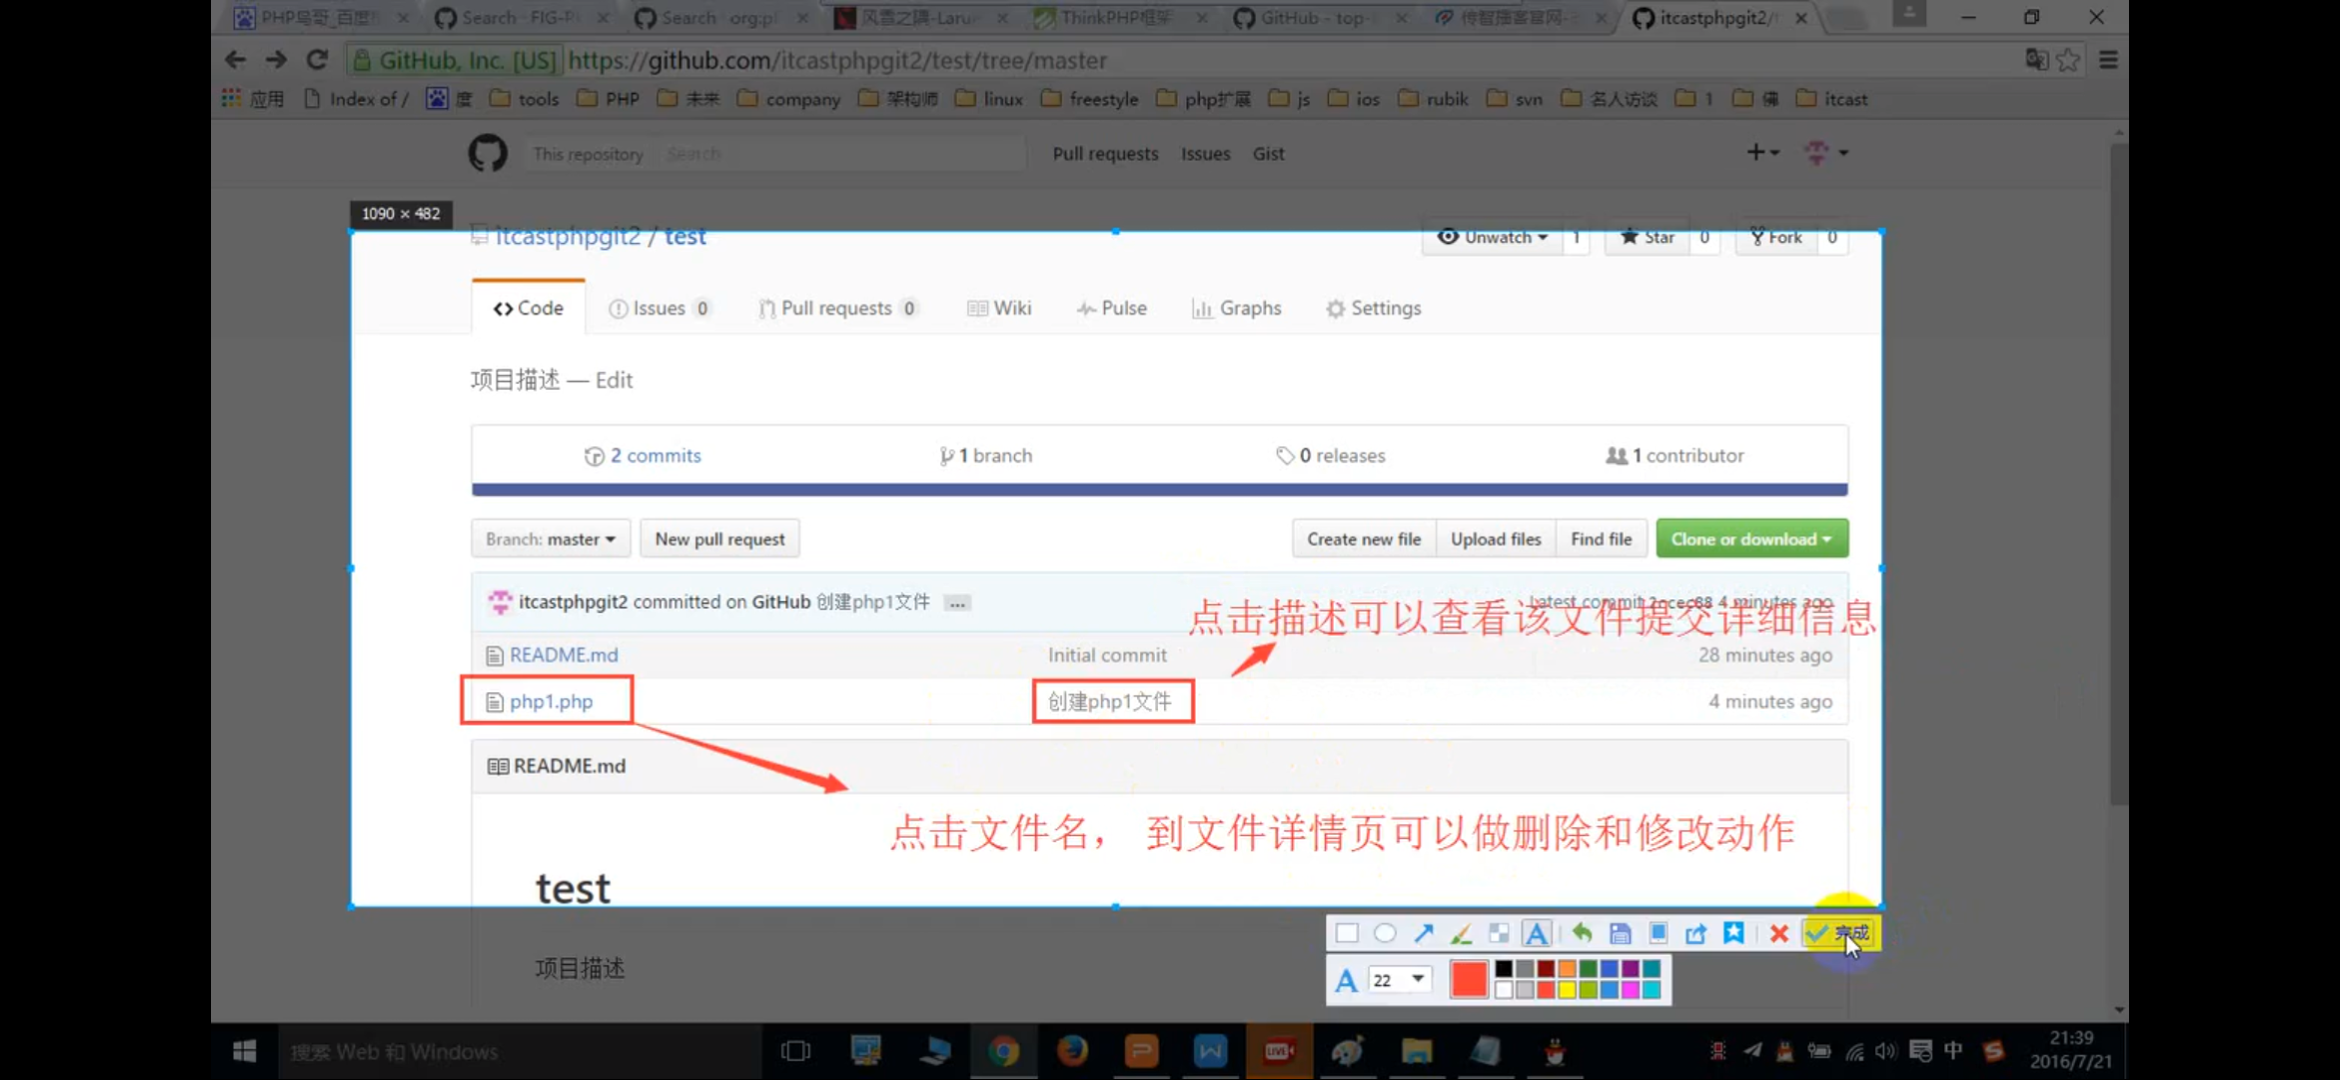 PHP鸟哥_百度
Search · FIG-P
Search · org:pl
风雪之隅-Laru
ThinkPHP框架
GitHub - top-
传智播客官网-
itcastphpgit2/
GitHub, Inc. [US] https://github.com/itcastphpgit2/test/tree/master
应用 Index of / 度 tools PHP 未来 company 架构师 linux freestyle php扩展 js ios rubik svn 名人访谈 1 佛 itcast
This repository Search Pull requests Issues Gist
1090 × 482
itcastphpgit2 / test Unwatch 1 Star 0 Fork 0
Code Issues 0 Pull requests 0 Wiki Pulse Graphs Settings
项目描述 — Edit
2 commits 1 branch 0 releases 1 contributor
Branch: master New pull request Create new file Upload files Find file Clone or download
itcastphpgit2 committed on GitHub 创建php1文件 ... Latest commit 2ccec88 4 minutes ago
点击描述可以查看该文件提交详细信息
README.md Initial commit 28 minutes ago
php1.php 创建php1文件 4 minutes ago
README.md
点击文件名， 到文件详情页可以做删除和修改动作
test
完成
项目描述
A 22
搜索 Web 和 Windows
LIVE
中
21:39
2016/7/21